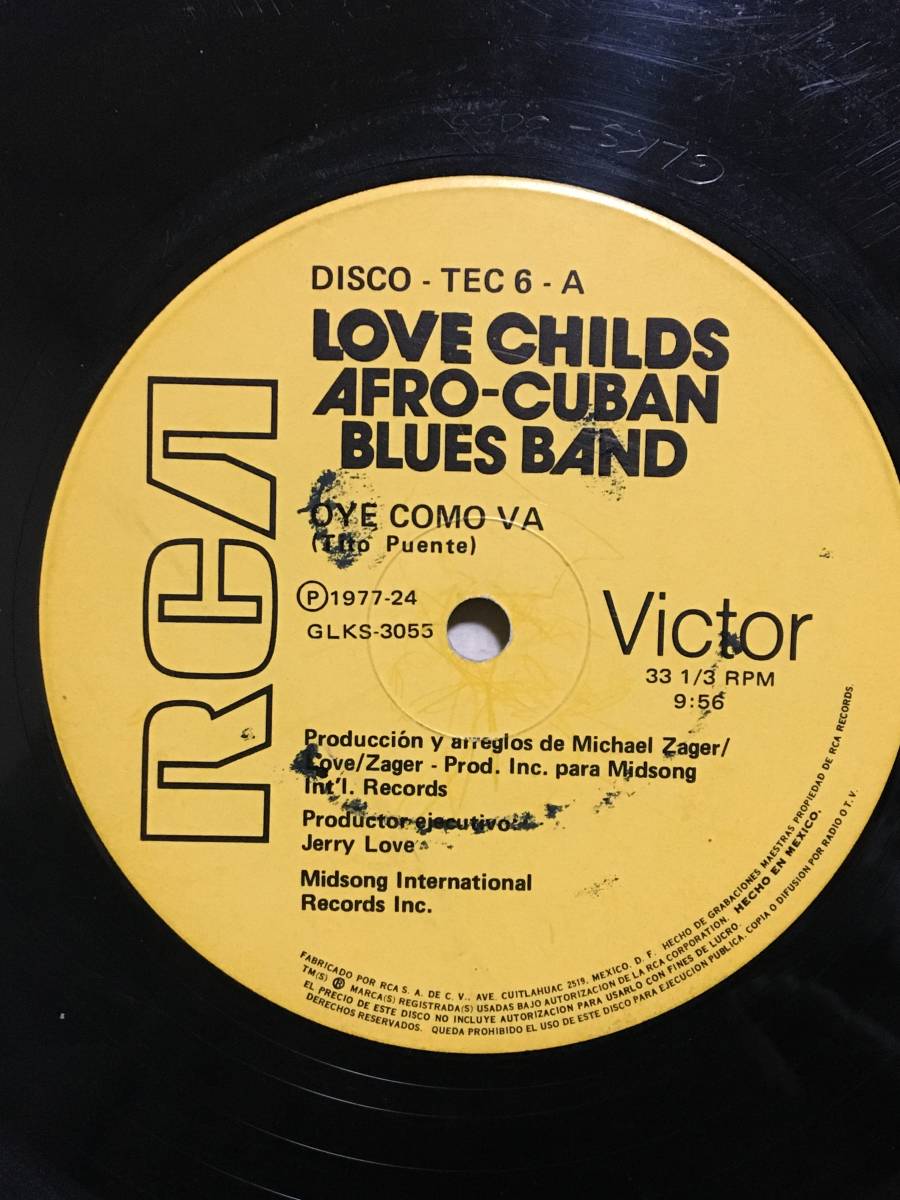 GLKS - 3055
DISCO - TEC 6 - A
LOVE CHILDS
AFRO-CUBAN
BLUES BAND
OYE COMO VA
(Tito Puente)
Ⓟ1977-24
GLKS-3055
RCA
Victor
33 1/3 RPM
9:56
Producción y arreglos de Michael Zager/
Love/Zager - Prod. Inc. para Midsong
Int'l. Records
Productor ejecutivo:
Jerry Love
Midsong International
Records Inc.
FABRICADO POR RCA S. A. DE C. V., AVE. CUITLAHUAC 2519, MEXICO, D. F. HECHO DE GRABACIONES MAESTRAS PROPIEDAD DE RCA RECORDS.
TM(S) ® MARCA(S) REGISTRADA(S) USADAS BAJO AUTORIZACION DE LA RCA CORPORATION. HECHO EN MEXICO.
EL PRECIO DE ESTE DISCO NO INCLUYE AUTORIZACION PARA USARLO CON FINES DE LUCRO.
DERECHOS RESERVADOS. QUEDA PROHIBIDO EL USO DE ESTE DISCO PARA EJECUCION PUBLICA, COPIA O DIFUSION POR RADIO O T. V.